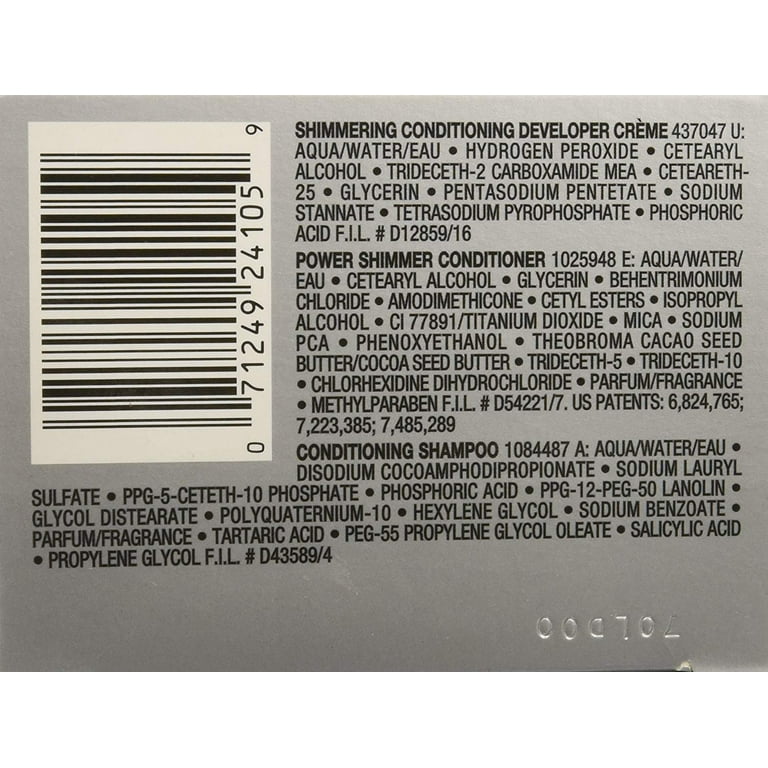 SHIMMERING CONDITIONING DEVELOPER CRÈME 437047 U:
AQUA/WATER/EAU • HYDROGEN PEROXIDE • CETEARYL
ALCOHOL • TRIDECETH-2 CARBOXAMIDE MEA • CETEARETH-
25 • GLYCERIN • PENTASODIUM PENTETATE • SODIUM
STANNATE • TETRASODIUM PYROPHOSPHATE • PHOSPHORIC
ACID F.I.L. # D12859/16
POWER SHIMMER CONDITIONER 1025948 E: AQUA/WATER/
EAU • CETEARYL ALCOHOL • GLYCERIN • BEHENTRIMONIUM
CHLORIDE • AMODIMETHICONE • CETYL ESTERS • ISOPROPYL
ALCOHOL • CI 77891/TITANIUM DIOXIDE • MICA • SODIUM
PCA • PHENOXYETHANOL • THEOBROMA CACAO SEED
BUTTER/COCOA SEED BUTTER • TRIDECETH-5 • TRIDECETH-10
• CHLORHEXIDINE DIHYDROCHLORIDE • PARFUM/FRAGRANCE
• METHYLPARABEN F.I.L. # D54221/7. US PATENTS: 6,824,765;
7,223,385; 7,485,289
CONDITIONING SHAMPOO 1084487 A: AQUA/WATER/EAU •
DISODIUM COCOAMPHODIPROPIONATE • SODIUM LAURYL
SULFATE • PPG-5-CETETH-10 PHOSPHATE • PHOSPHORIC ACID • PPG-12-PEG-50 LANOLIN •
GLYCOL DISTEARATE • POLYQUATERNIUM-10 • HEXYLENE GLYCOL • SODIUM BENZOATE •
PARFUM/FRAGRANCE • TARTARIC ACID • PEG-55 PROPYLENE GLYCOL OLEATE • SALICYLIC ACID
• PROPYLENE GLYCOL F.I.L. # D43589/4
0 71249 24105 9